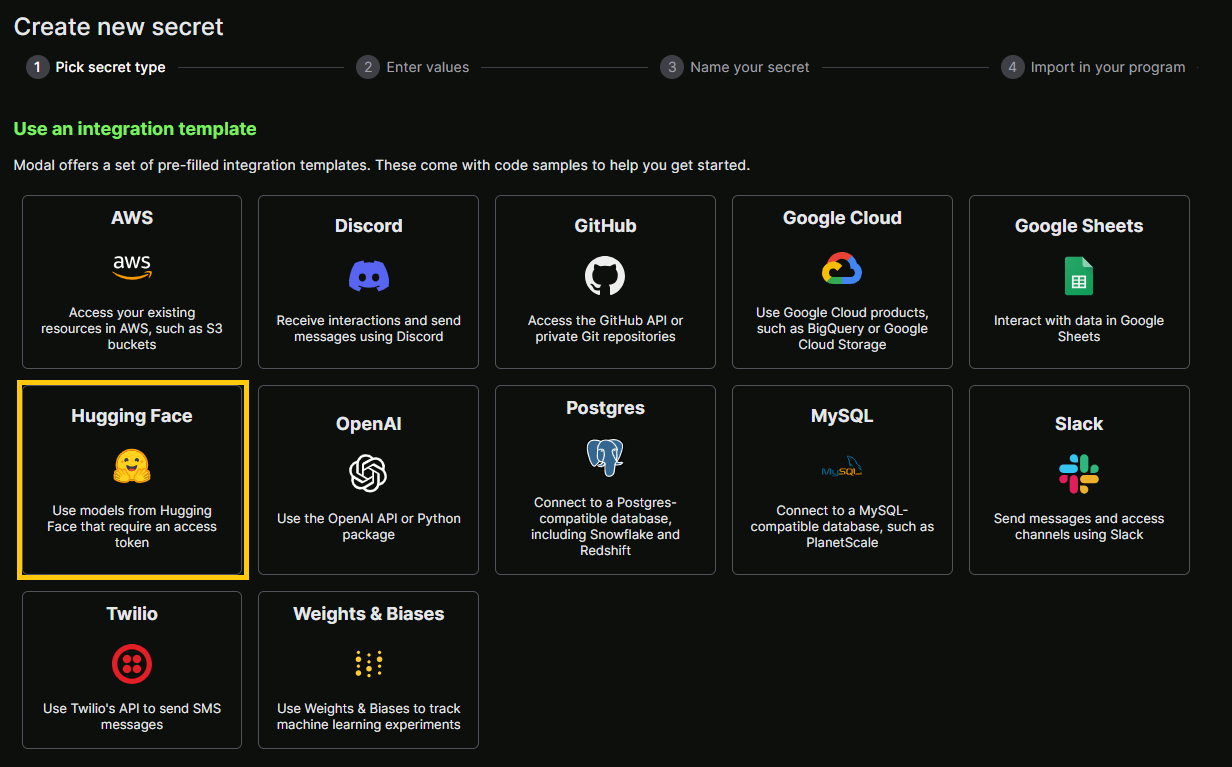 Create new secret
1 Pick secret type
2 Enter values
3 Name your secret
4 Import in your program
Use an integration template
Modal offers a set of pre-filled integration templates. These come with code samples to help you get started.
AWS
aws
Access your existing
resources in AWS, such as S3
buckets
Discord
Receive interactions and send
messages using Discord
GitHub
Access the GitHub API or
private Git repositories
Google Cloud
Use Google Cloud products,
such as BigQuery or Google
Cloud Storage
Google Sheets
Interact with data in Google
Sheets
Hugging Face
Use models from Hugging
Face that require an access
token
OpenAI
Use the OpenAI API or Python
package
Postgres
Connect to a Postgres-
compatible database,
including Snowflake and
Redshift
MySQL
MySQL
Connect to a MySQL-
compatible database, such as
PlanetScale
Slack
Send messages and access
channels using Slack
Twilio
Use Twilio's API to send SMS
messages
Weights & Biases
Use Weights & Biases to track
machine learning experiments